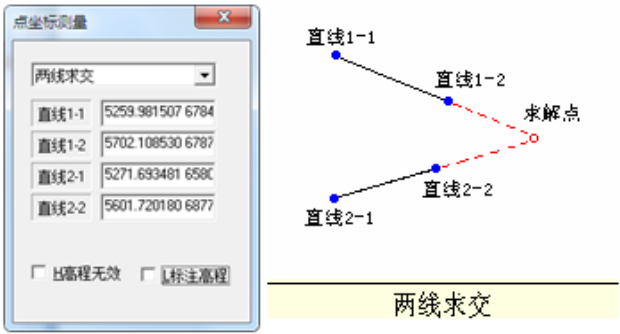 点坐标测量
两线求交
直线1-1 5259.981507 6784
直线1-2 5702.108530 6787
直线2-1 5271.693481 6580
直线2-2 5601.720180 6877
H高程无效 L标注高程
直线1-1
直线1-2
求解点
直线2-2
直线2-1
两线求交